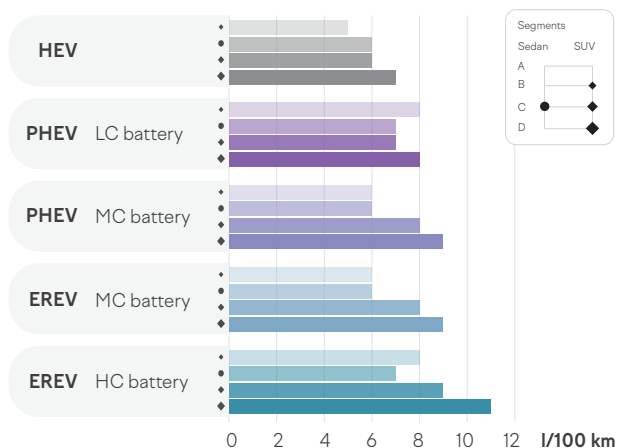 HEV
PHEV LC battery
PHEV MC battery
EREV MC battery
EREV HC battery
0 2 4 6 8 10 12 l/100 km
Segments
Sedan SUV
A
B
C
D